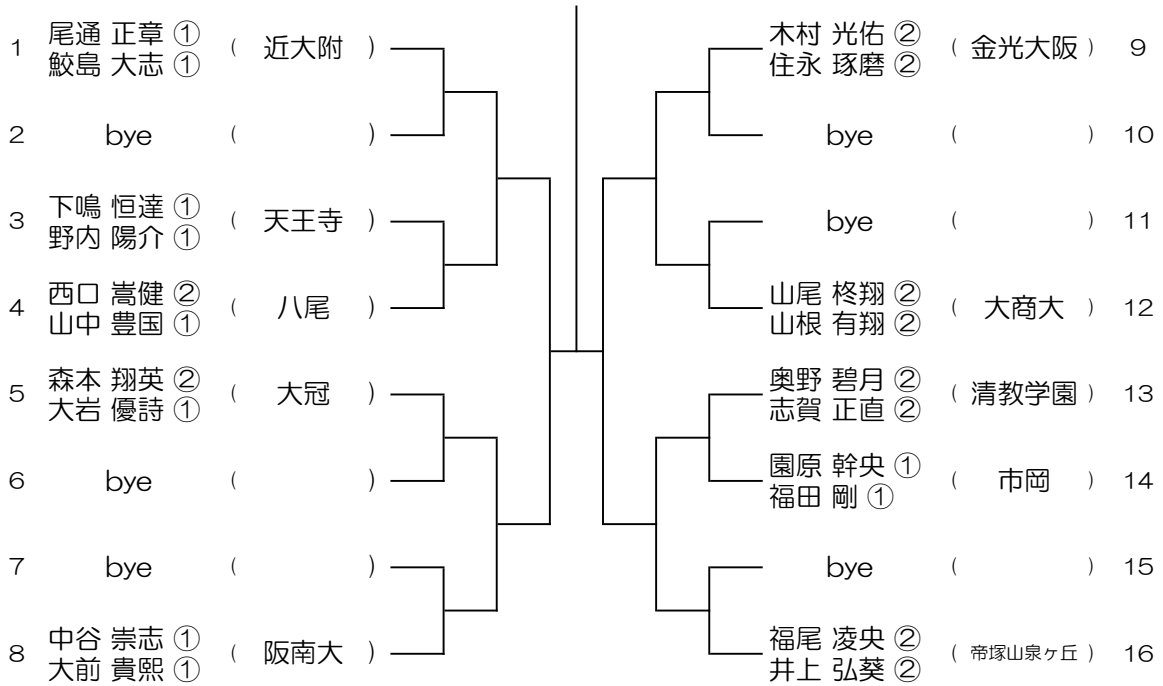 1 尾通 正章 ① ( 近大附 )
鮫島 大志 ①
2 bye ( )
3 下鳴 恒達 ① ( 天王寺 )
野内 陽介 ①
4 西口 嵩健 ② ( 八尾 )
山中 豊国 ①
5 森本 翔英 ② ( 大冠 )
大岩 優詩 ①
6 bye ( )
7 bye ( )
8 中谷 崇志 ① ( 阪南大 )
大前 貴熙 ①
木村 光佑 ② ( 金光大阪 ) 9
住永 琢磨 ②
bye ( ) 10
bye ( ) 11
山尾 柊翔 ② ( 大商大 ) 12
山根 有翔 ②
奥野 碧月 ② ( 清教学園 ) 13
志賀 正直 ②
園原 幹央 ① ( 市岡 ) 14
福田 剛 ①
bye ( ) 15
福尾 凌央 ② ( 帝塚山泉ヶ丘 ) 16
井上 弘葵 ②